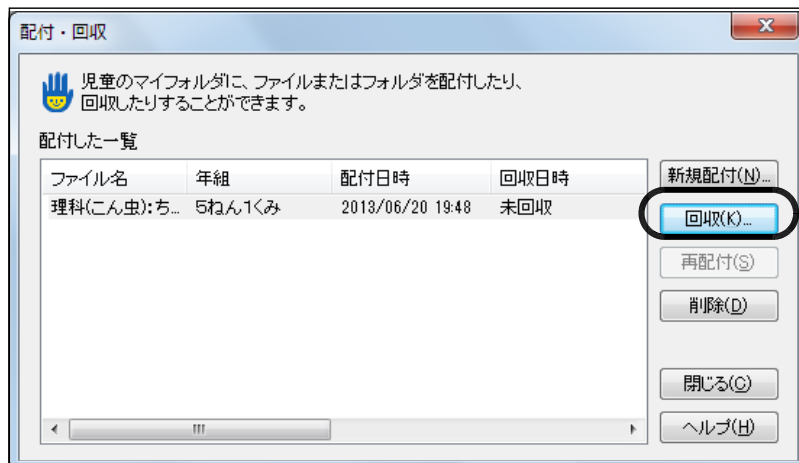 配付・回収
児童のマイフォルダに、ファイルまたはフォルダを配付したり、
回収したりすることができます。
配付した一覧
ファイル名 年組 配付日時 回収日時
理科(こん虫):ち... 5ねん1くみ 2013/06/20 19:48 未回収
新規配付(N)...
回収(K)...
再配付(S)
削除(D)
閉じる(C)
ヘルプ(H)